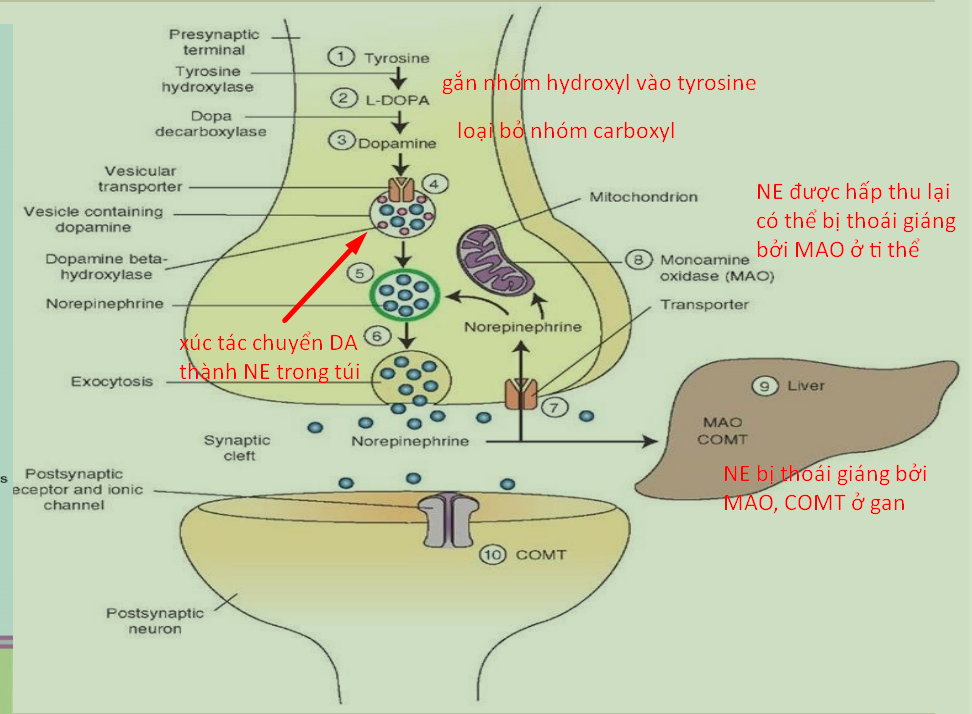 Presynaptic
terminal
① Tyrosine
Tyrosine
hydroxylase
gắn nhóm hydroxyl vào tyrosine
② L-DOPA
Dopa
decarboxylase
loại bỏ nhóm carboxyl
③ Dopamine
Vesicular
transporter
④
Mitochondrion
NE được hấp thu lại
có thể bị thoái giáng
bởi MAO ở ti thể
Vesicle containing
dopamine
Dopamine beta-
hydroxylase
⑤
⑧ Monoamine
oxidase (MAO)
Norepinephrine
Transporter
Norepinephrine
⑥
xúc tác chuyển DA
thành NE trong túi
Exocytosis
⑦
⑨ Liver
MAO
COMT
Synaptic
cleft
Norepinephrine
NE bị thoái giáng bởi
MAO, COMT ở gan
s
Postsynaptic
eceptor and ionic
channel
⑩ COMT
Postsynaptic
neuron